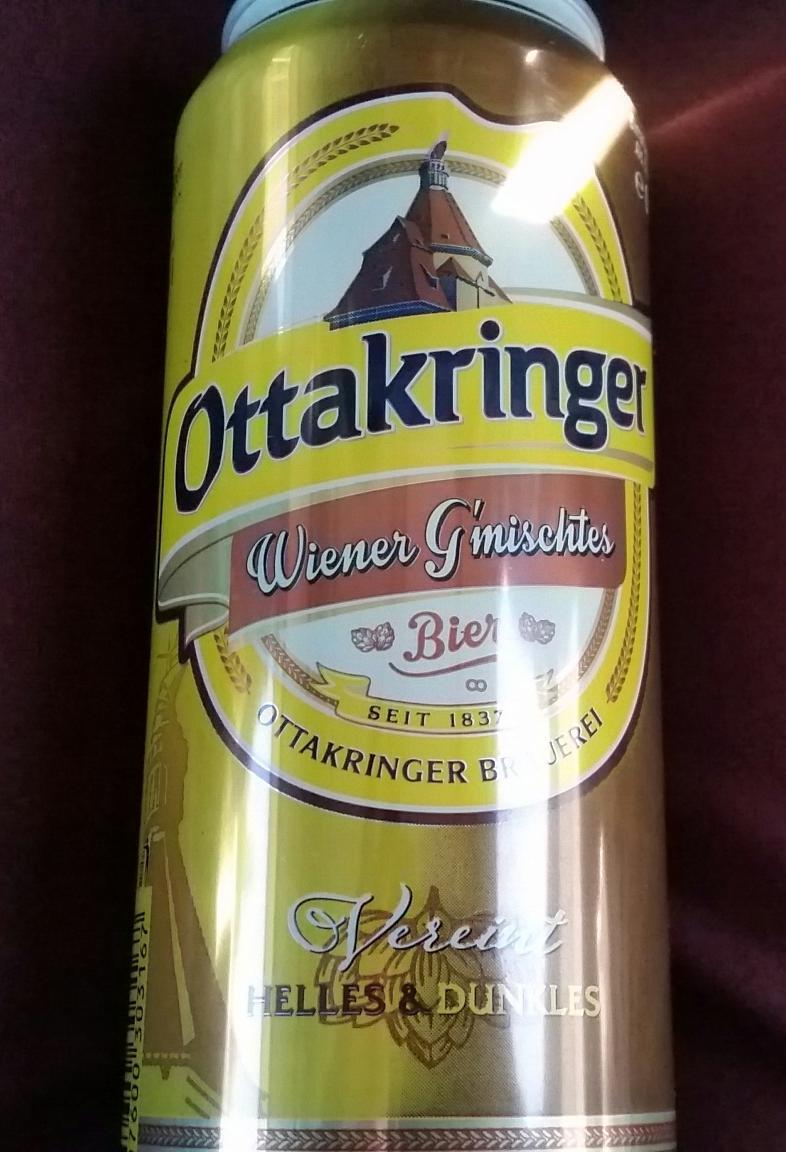 Ottakringer
Wiener G'mischtes
Bier
SEIT 1837
OTTAKRINGER BRAUEREI
Vereint
HELLES & DUNKLES